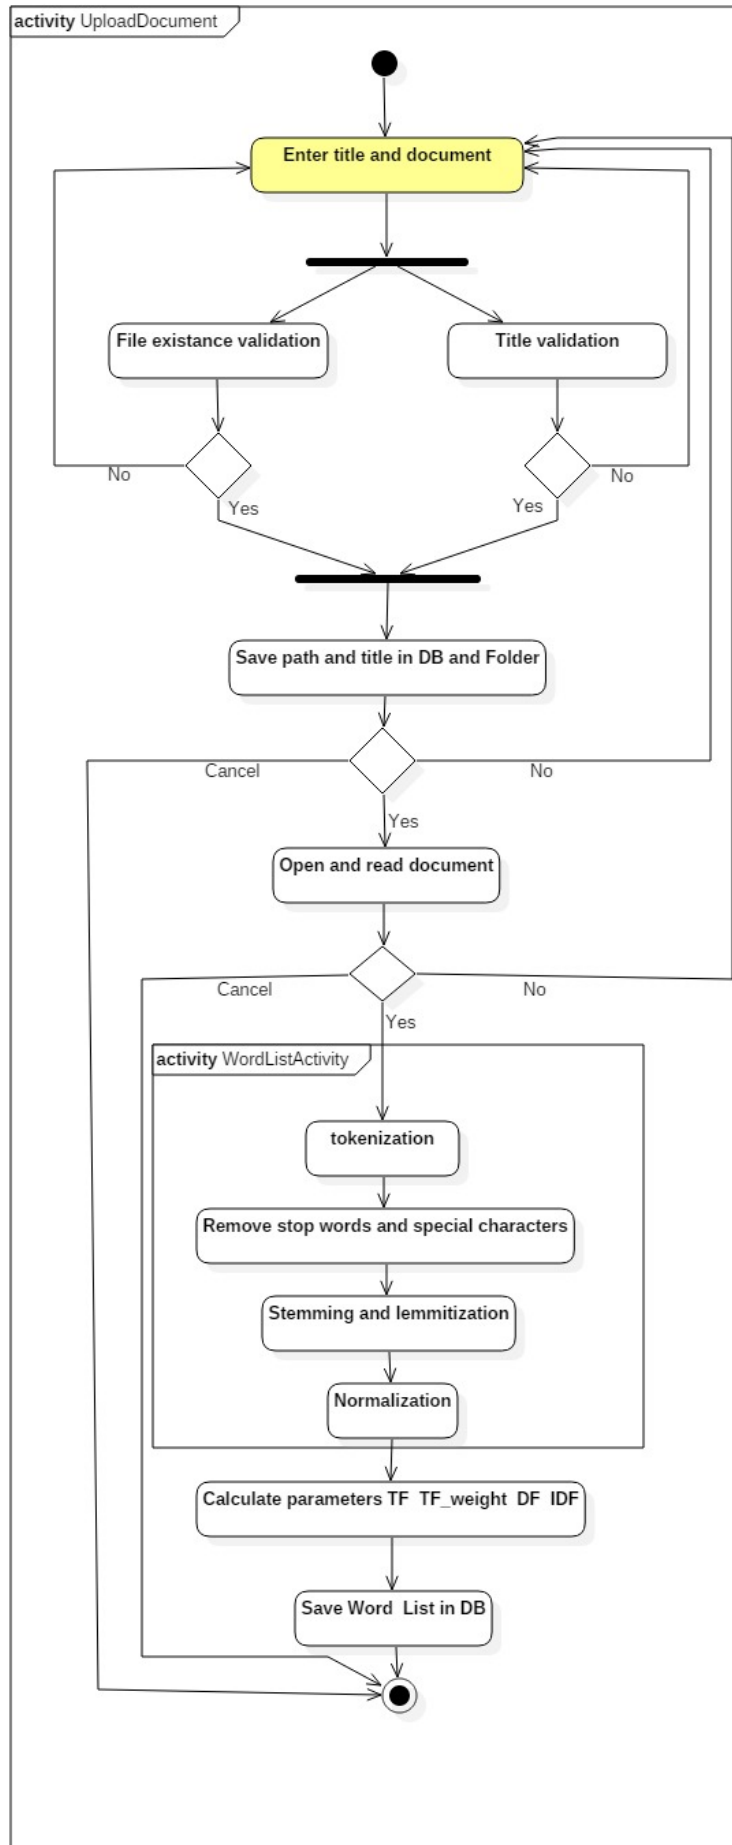 activity UploadDocument
Enter title and document
File existance validation
Title validation
No
No
Yes
Yes
Save path and title in DB and Folder
Cancel
No
Yes
Open and read document
Cancel
No
Yes
activity WordListActivity
tokenization
Remove stop words and special characters
Stemming and lemmitization
Normalization
Calculate parameters TF TF_weight DF IDF
Save Word List in DB